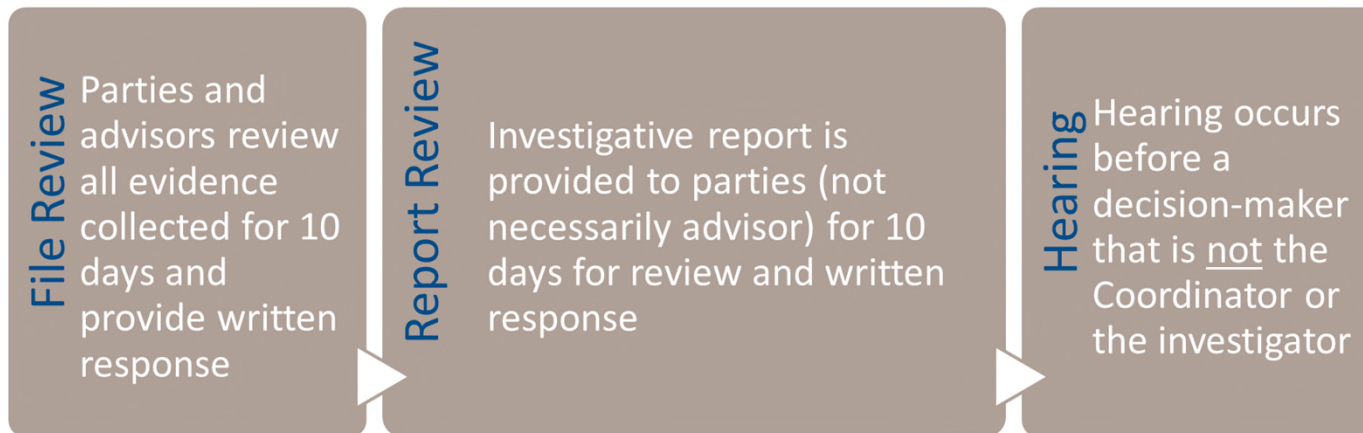 File Review
Parties and
advisors review
all evidence
collected for 10
days and
provide written
response
Report Review
Investigative report is
provided to parties (not
necessarily advisor) for 10
days for review and written
response
Hearing
Hearing occurs
before a
decision-maker
that is not the
Coordinator or
the investigator